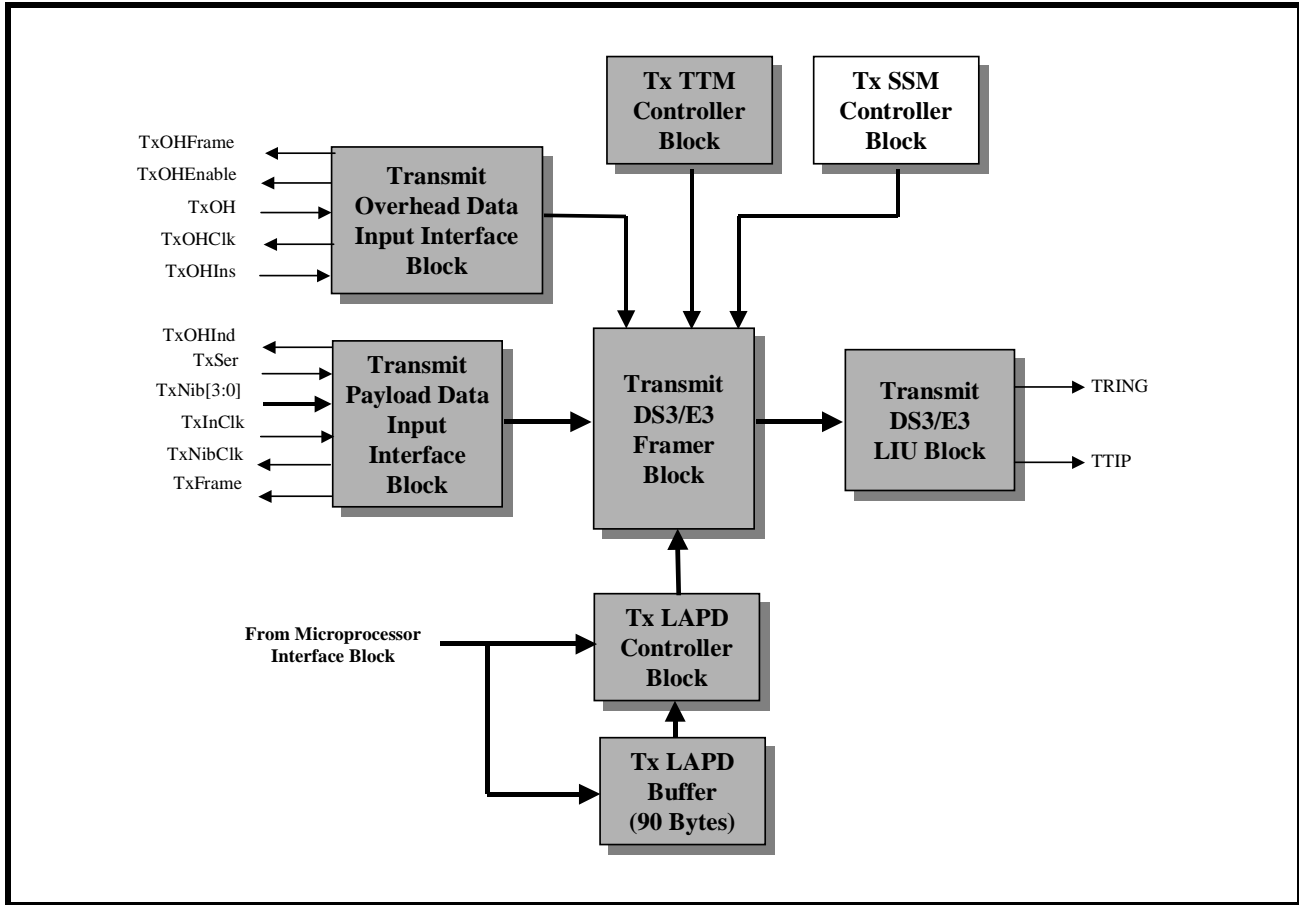 Tx TTM
Controller
Block
Tx SSM
Controller
Block
TxOHFrame
TxOHEnable
TxOH
TxOHClk
TxOHIns
Transmit
Overhead Data
Input Interface
Block
TxOHInd
TxSer
TxNib[3:0]
TxInClk
TxNibClk
TxFrame
Transmit
Payload Data
Input
Interface
Block
Transmit
DS3/E3
Framer
Block
Transmit
DS3/E3
LIU Block
TRING
TTIP
From Microprocessor
Interface Block
Tx LAPD
Controller
Block
Tx LAPD
Buffer
(90 Bytes)